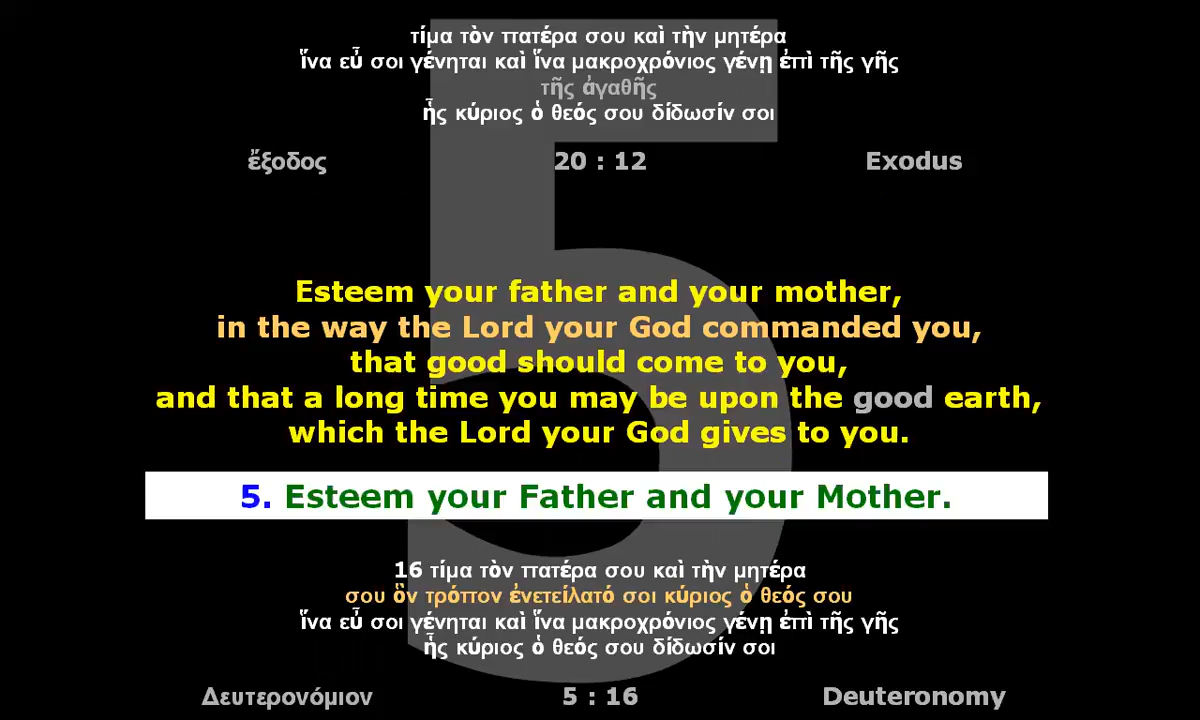 τίμα τὸν πατέρα σου καὶ τὴν μητέρα
ἵνα εὖ σοι γένηται καὶ ἵνα μακροχρόνιος γένῃ ἐπὶ τῆς γῆς
τῆς ἀγαθῆς
ἧς κύριος ὁ θεός σου δίδωσίν σοι
ἔξοδος 20 : 12 Exodus
5
Esteem your father and your mother,
in the way the Lord your God commanded you,
that good should come to you,
and that a long time you may be upon the good earth,
which the Lord your God gives to you.
5. Esteem your Father and your Mother.
16 τίμα τὸν πατέρα σου καὶ τὴν μητέρα
σου ὃν τρόπον ἐνετείλατό σοι κύριος ὁ θεός σου
ἵνα εὖ σοι γένηται καὶ ἵνα μακροχρόνιος γένῃ ἐπὶ τῆς γῆς
ἧς κύριος ὁ θεός σου δίδωσίν σοι
Δευτερονόμιον 5 : 16 Deuteronomy